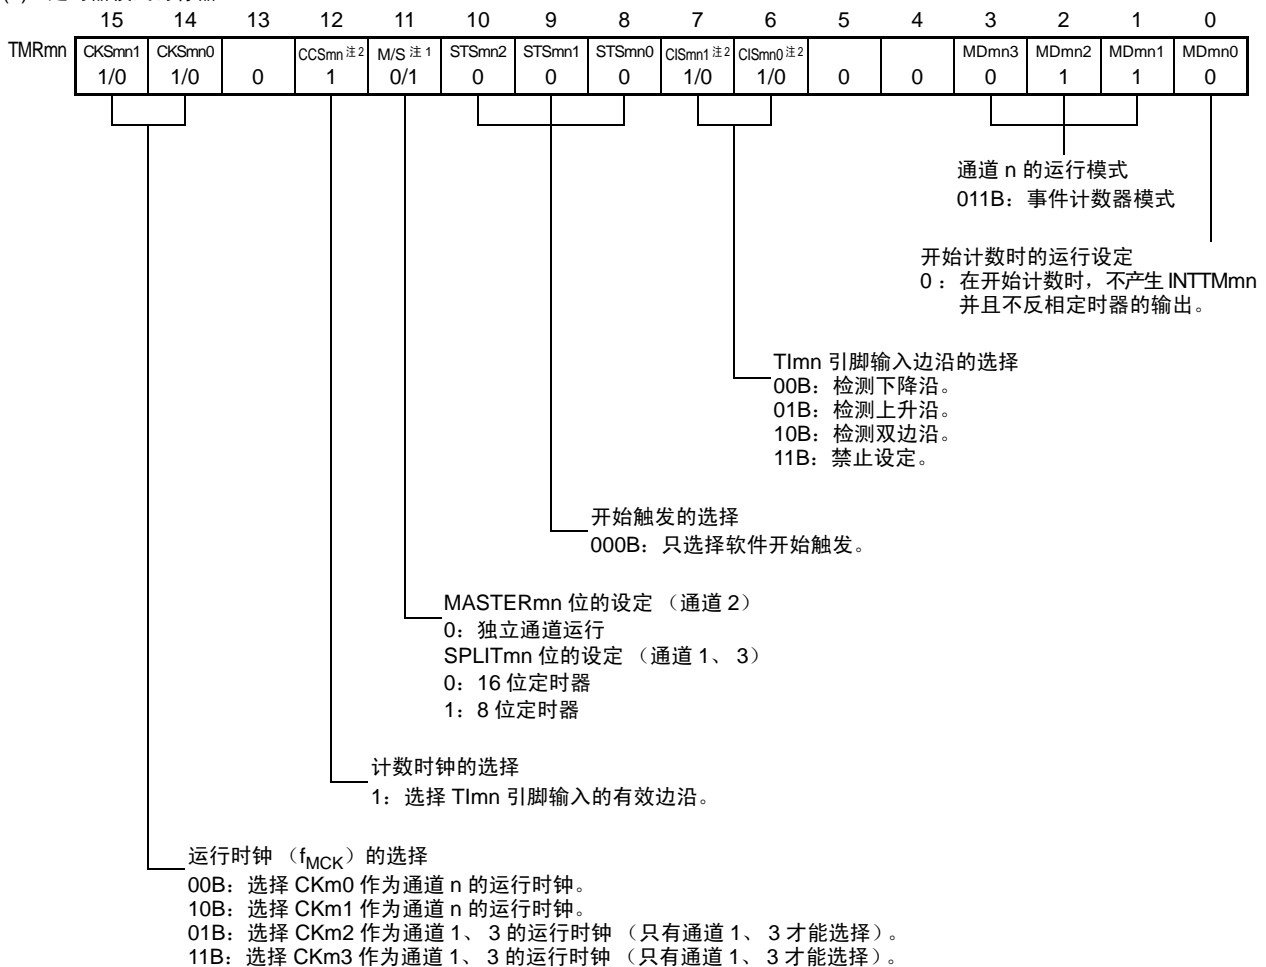 15 14 13 12 11 10 9 8 7 6 5 4 3 2 1 0
TMRmn CKSmn1 CKSmn0 CCSmn 注2 M/S 注1 STSmn2 STSmn1 STSmn0 CISmn1 注2 CISmn0 注2 MDmn3 MDmn2 MDmn1 MDmn0
1/0 1/0 0 1 0/1 0 0 0 1/0 1/0 0 0 0 1 1 0
通道 n 的运行模式
011B：事件计数器模式
开始计数时的运行设定
0 ：在开始计数时，不产生 INTTMmn
并且不反相定时器的输出。
TImn 引脚输入边沿的选择
00B：检测下降沿。
01B：检测上升沿。
10B：检测双边沿。
11B：禁止设定。
开始触发的选择
000B：只选择软件开始触发。
MASTERmn 位的设定 （通道 2）
0：独立通道运行
SPLITmn 位的设定 （通道 1、 3）
0：16 位定时器
1：8 位定时器
计数时钟的选择
1：选择 TImn 引脚输入的有效边沿。
运行时钟 （fMCK）的选择
00B：选择 CKm0 作为通道 n 的运行时钟。
10B：选择 CKm1 作为通道 n 的运行时钟。
01B：选择 CKm2 作为通道 1、 3 的运行时钟 （只有通道 1、 3 才能选择）。
11B：选择 CKm3 作为通道 1、 3 的运行时钟 （只有通道 1、 3 才能选择）。